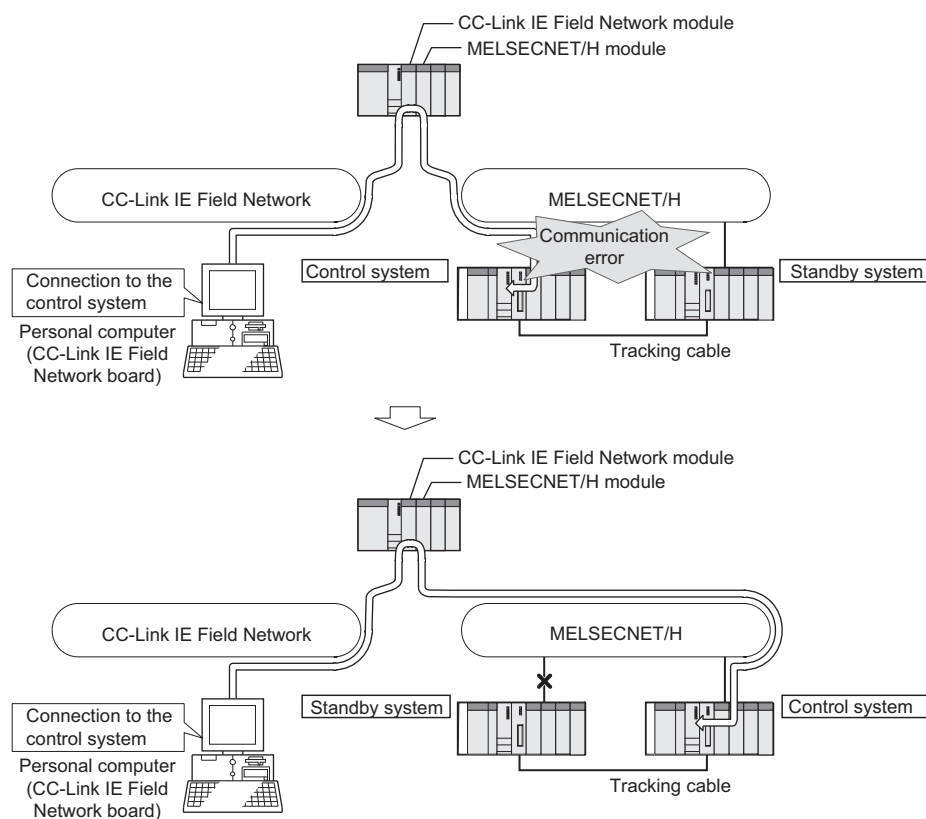 CC-Link IE Field Network module
MELSECNET/H module
CC-Link IE Field Network
MELSECNET/H
Communication
error
Connection to the
control system
Control system
Standby system
Personal computer
(CC-Link IE Field
Network board)
Tracking cable
CC-Link IE Field Network module
MELSECNET/H module
CC-Link IE Field Network
MELSECNET/H
Connection to the
control system
Standby system
Control system
Personal computer
(CC-Link IE Field
Network board)
Tracking cable